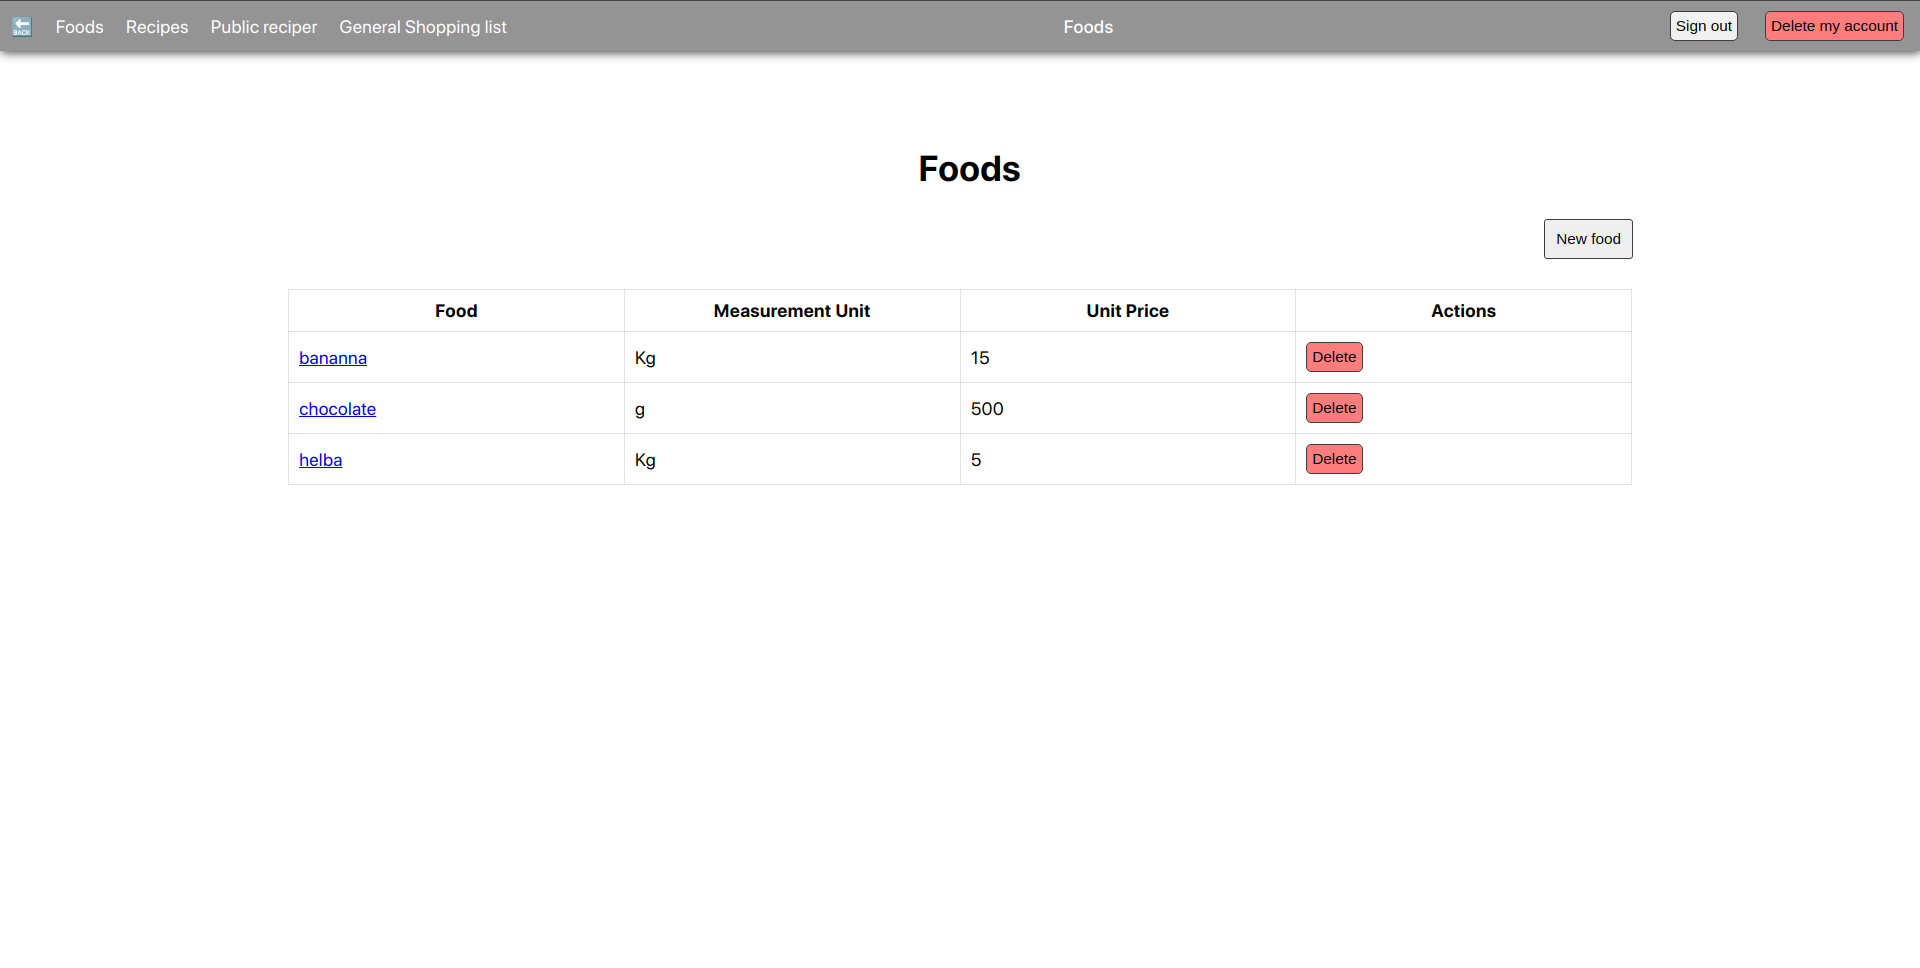 BACK Foods Recipes Public reciper General Shopping list Foods Sign out Delete my account
Foods
New food
Food Measurement Unit Unit Price Actions
bananna Kg 15 Delete
chocolate g 500 Delete
helba Kg 5 Delete